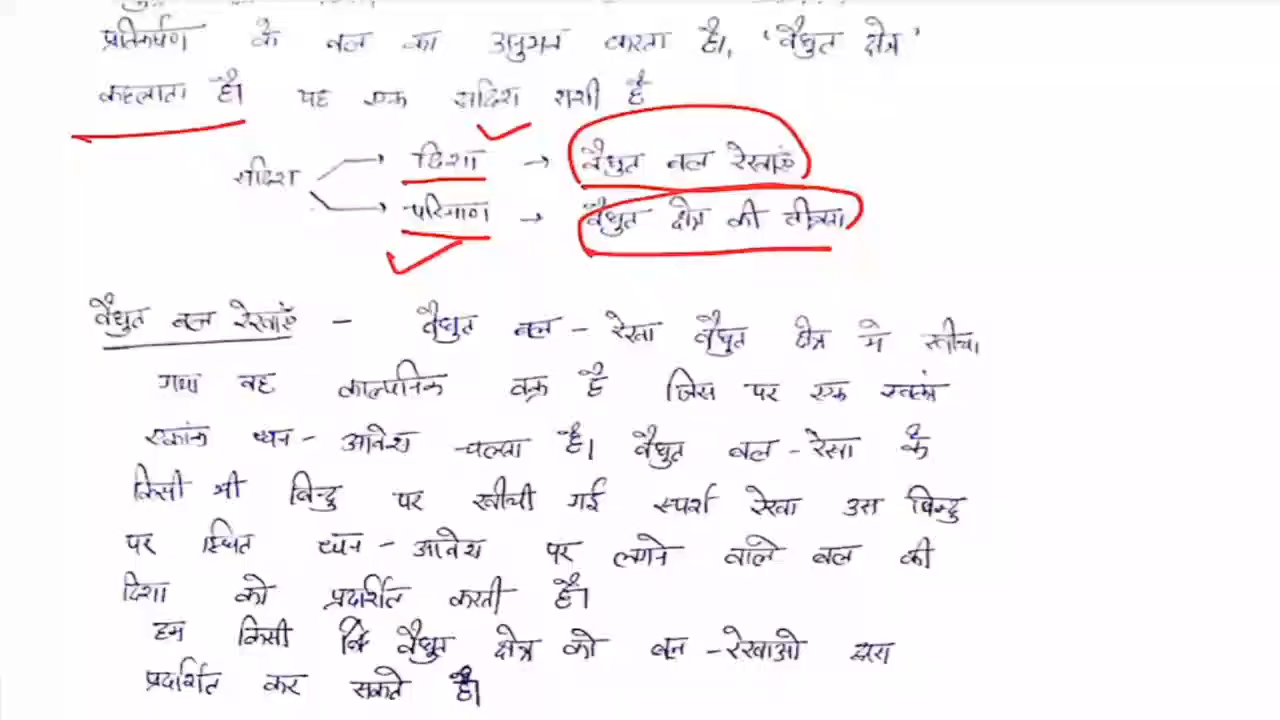 प्रतिकर्षण के बल का अनुभव करता है, 'वैधुत क्षेत्र'
कहलाता है। यह एक सदिश राशी है
सदिश → दिशा → वैधुत बल रेखाएं
→ परिमाण → वैधुत क्षेत्र की तीव्रता
वैधुत बल रेखाएं - वैधुत बल - रेखा वैधुत क्षेत्र मे खीचा
गया वह काल्पनिक वक्र है जिस पर एक स्वतंत्र
एकांक धन - आवेश चलता है। वैधुत बल - रेखा के
किसी भी बिन्दु पर खीची गई स्पर्श रेखा उस बिन्दु
पर स्थित धन - आवेश पर लगने वाले बल की
दिशा को प्रदर्शित करती है।
हम किसी वैधुत क्षेत्र को बल - रेखाओ द्वारा
प्रदर्शित कर सकते है।